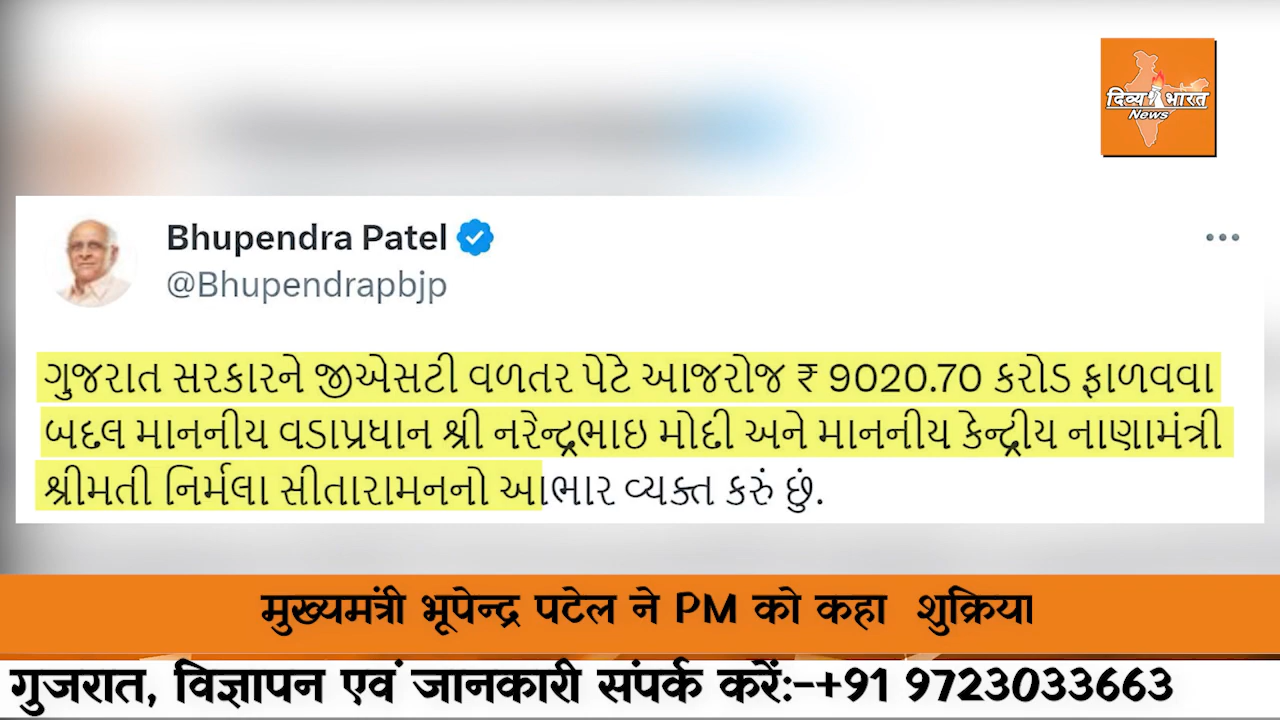 दिव्य भारत
News
Bhupendra Patel
@Bhupendrapbjp
ગુજરાત સરકારને જીએસટી વળતર પેટે આજરોજ ₹ 9020.70 કરોડ ફાળવવા
બદલ માનનીય વડાપ્રધાન શ્રી નરેન્દ્રભાઇ મોદી અને માનનીય કેન્દ્રીય નાણામંત્રી
શ્રીમતી નિર્મલા સીતારામનનો આભાર વ્યક્ત કરું છું.
मुख्यमंत्री भूपेन्द्र पटेल ने PM को कहा शुक्रिया
गुजरात, विज्ञापन एवं जानकारी संपर्क करें:-+91 9723033663